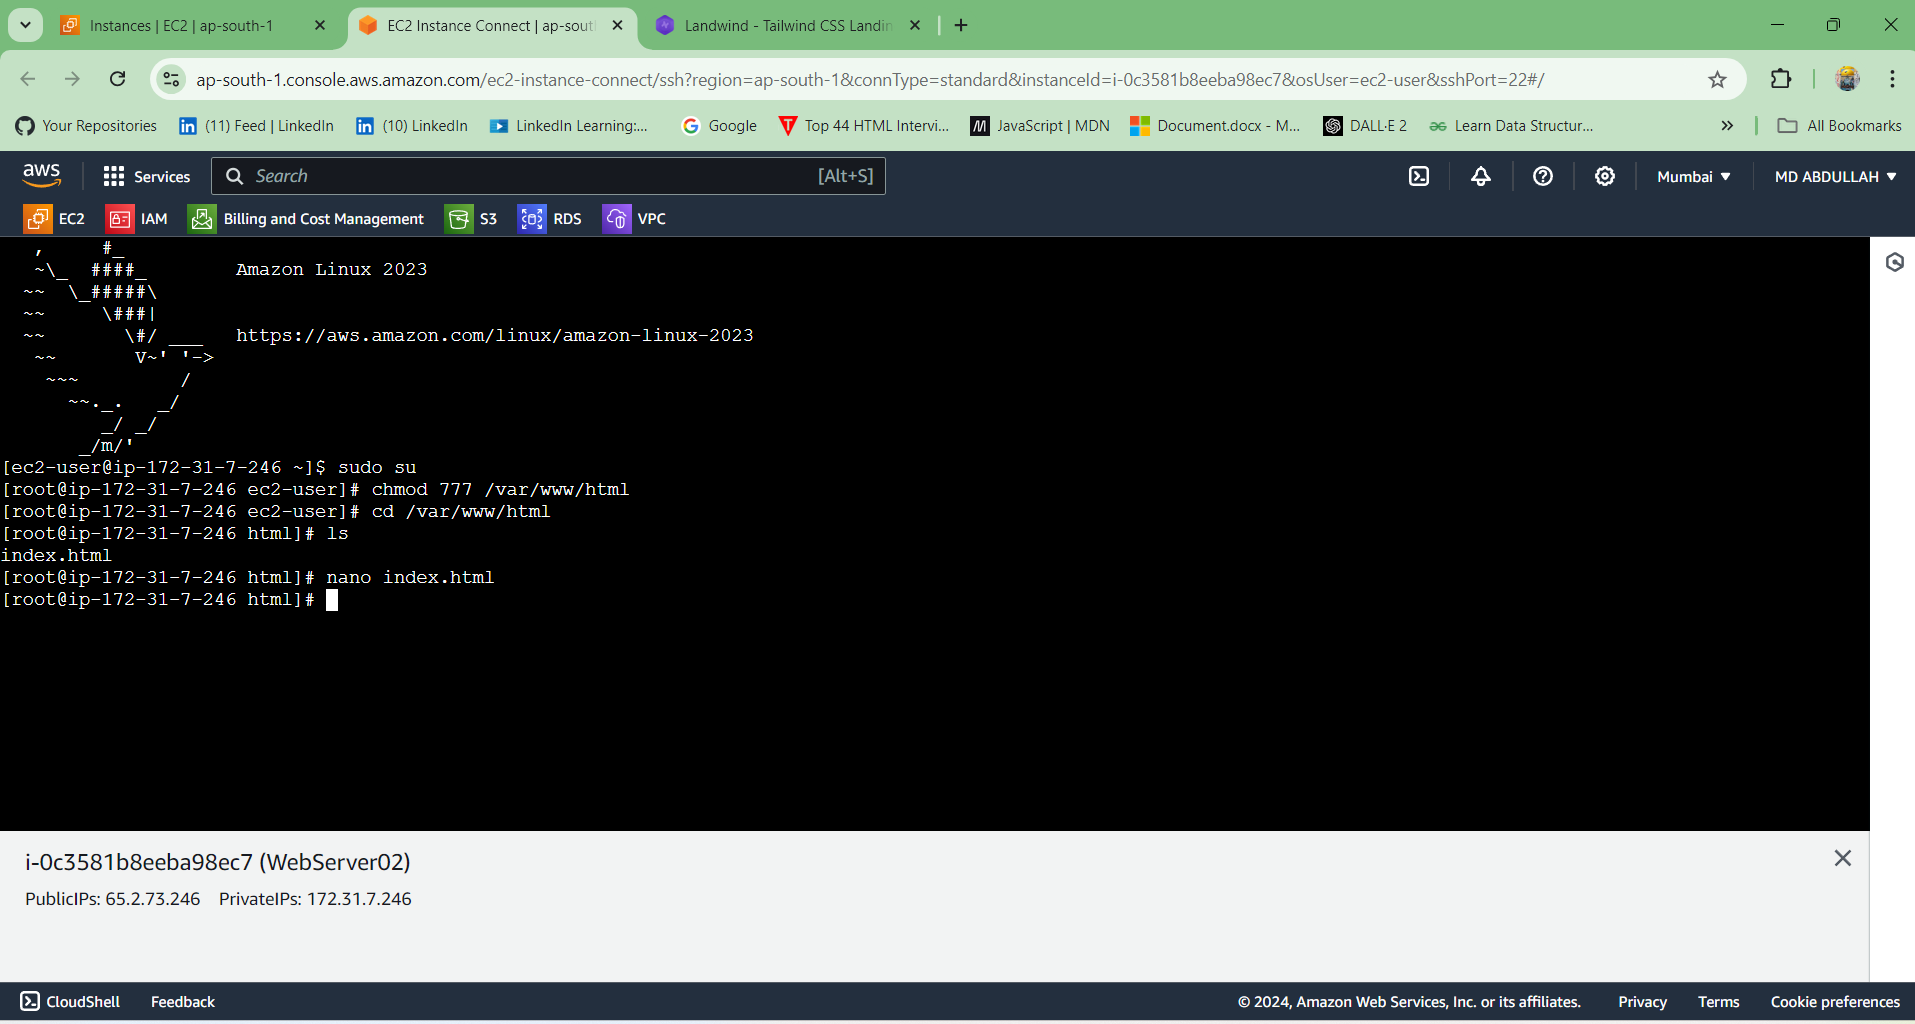 Instances | EC2 | ap-south-1
EC2 Instance Connect | ap-sout
Landwind - Tailwind CSS Landin
ap-south-1.console.aws.amazon.com/ec2-instance-connect/ssh?region=ap-south-1&connType=standard&instanceId=i-0c3581b8eeba98ec7&osUser=ec2-user&sshPort=22#/
Your Repositories (11) Feed | LinkedIn (10) LinkedIn LinkedIn Learning:... Google Top 44 HTML Intervi... JavaScript | MDN Document.docx - M... DALL·E 2 Learn Data Structur... » All Bookmarks
aws Services Search [Alt+S] Mumbai MD ABDULLAH
EC2 IAM Billing and Cost Management S3 RDS VPC
   ,     #_
   ~\_  ####_        Amazon Linux 2023
  ~~  \_#####\
  ~~     \###|
  ~~       \#/ ___   https://aws.amazon.com/linux/amazon-linux-2023
   ~~       V~' '->
    ~~~         /
      ~~._.   _/
         _/ _/
       _/m/'
[ec2-user@ip-172-31-7-246 ~]$ sudo su
[root@ip-172-31-7-246 ec2-user]# chmod 777 /var/www/html
[root@ip-172-31-7-246 ec2-user]# cd /var/www/html
[root@ip-172-31-7-246 html]# ls
index.html
[root@ip-172-31-7-246 html]# nano index.html
[root@ip-172-31-7-246 html]#
i-0c3581b8eeba98ec7 (WebServer02)
PublicIPs: 65.2.73.246 PrivateIPs: 172.31.7.246
CloudShell Feedback © 2024, Amazon Web Services, Inc. or its affiliates. Privacy Terms Cookie preferences